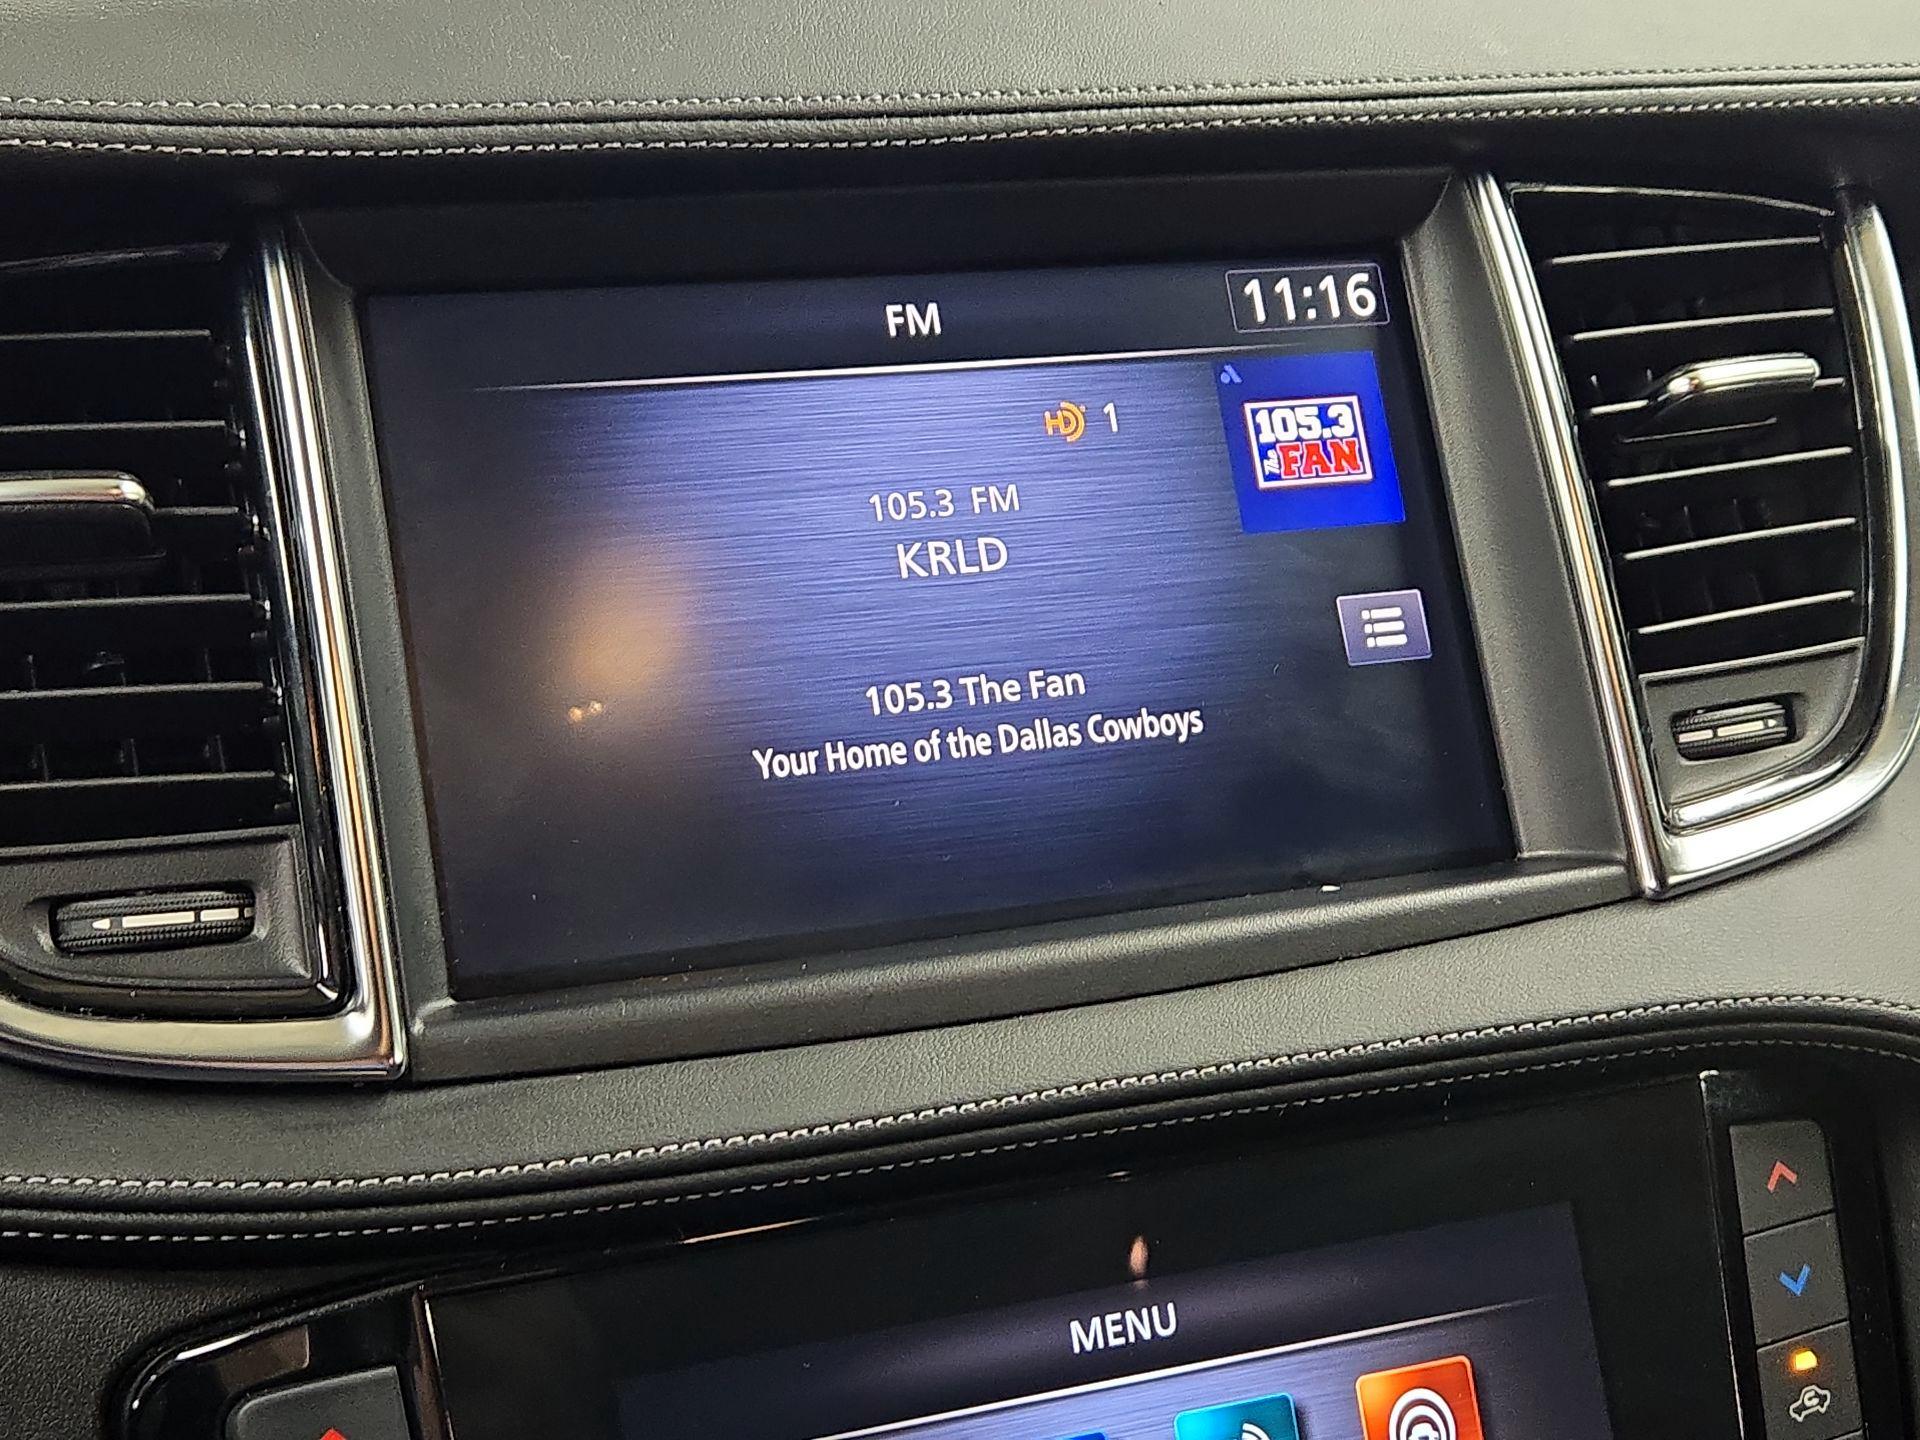 FM
11:16
HD 1
105.3
The FAN
105.3 FM
KRLD
105.3 The Fan
Your Home of the Dallas Cowboys
MENU